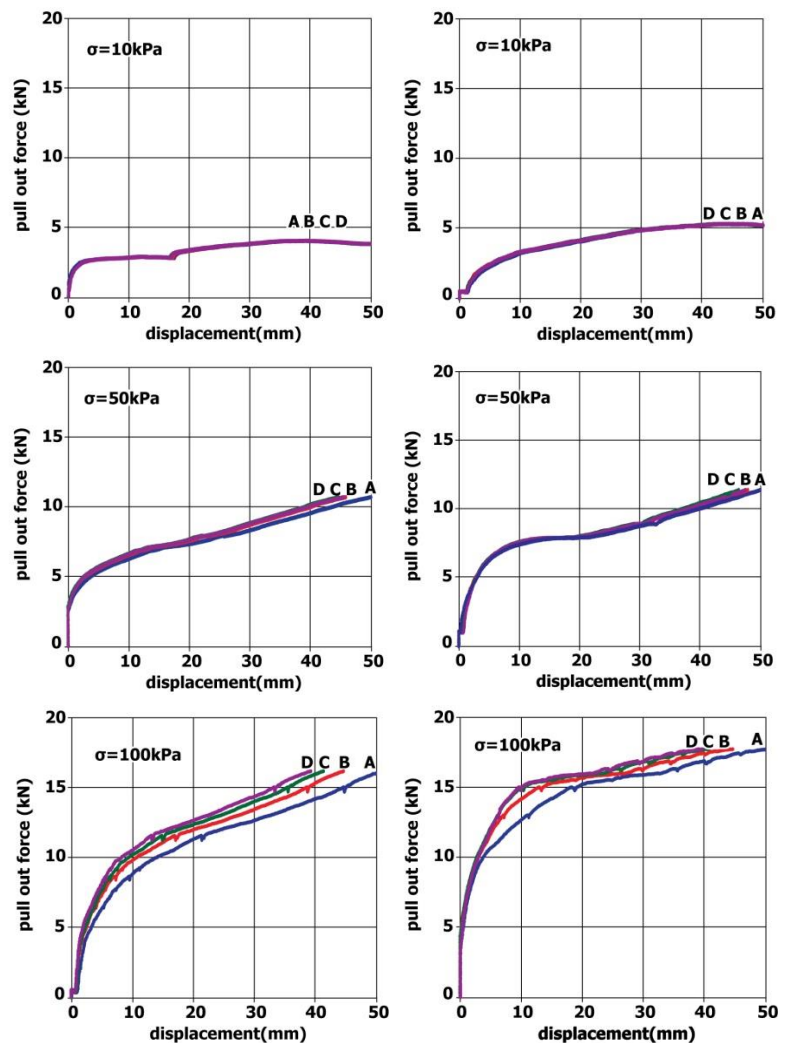 20
15
10
5
0
pull out force (kN)
σ=10kPa
A B C D
0 10 20 30 40 50
displacement(mm)
20
15
10
5
0
pull out force (kN)
σ=10kPa
D C B A
0 10 20 30 40 50
displacement(mm)
20
15
10
5
0
pull out force (kN)
σ=50kPa
D C B A
0 10 20 30 40 50
displacement(mm)
20
15
10
5
0
pull out force (kN)
σ=50kPa
D C B A
0 10 20 30 40 50
displacement(mm)
20
15
10
5
0
pull out force (kN)
σ=100kPa
D C B A
0 10 20 30 40 50
displacement(mm)
20
15
10
5
0
pull out force (kN)
σ=100kPa
D C B A
0 10 20 30 40 50
displacement(mm)